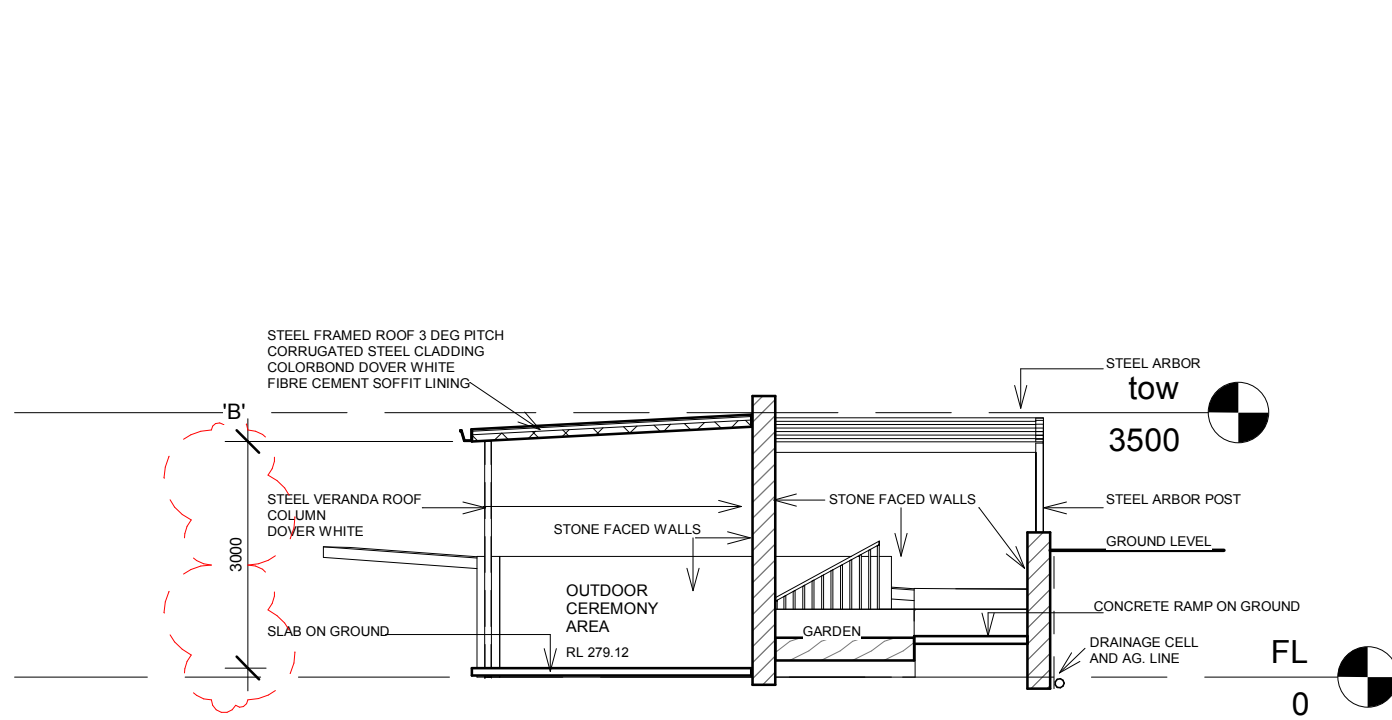 STEEL FRAMED ROOF 3 DEG PITCH
CORRUGATED STEEL CLADDING
COLORBOND DOVER WHITE
FIBRE CEMENT SOFFIT LINING
STEEL ARBOR
tow
'B'
3500
STEEL VERANDA ROOF
COLUMN
DOVER WHITE
STONE FACED WALLS
STEEL ARBOR POST
STONE FACED WALLS
GROUND LEVEL
3000
OUTDOOR
CEREMONY
AREA
RL 279.12
CONCRETE RAMP ON GROUND
SLAB ON GROUND
GARDEN
DRAINAGE CELL
AND AG. LINE
FL
0